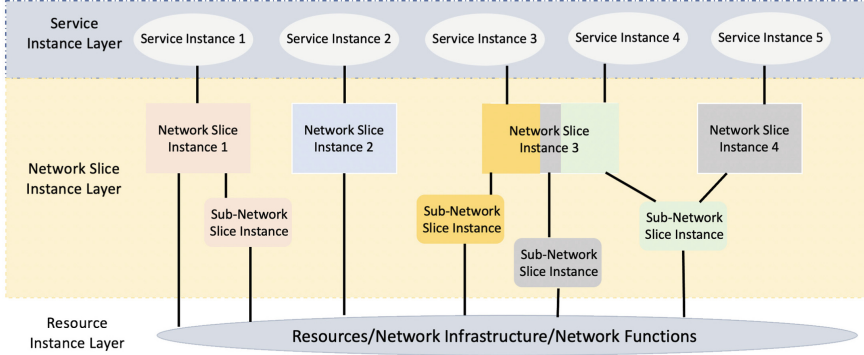 Service
Instance Layer
Service Instance 1
Service Instance 2
Service Instance 3
Service Instance 4
Service Instance 5
Network Slice
Instance Layer
Network Slice
Instance 1
Network Slice
Instance 2
Network Slice
Instance 3
Network Slice
Instance 4
Sub-Network
Slice Instance
Sub-Network
Slice Instance
Sub-Network
Slice Instance
Sub-Network
Slice Instance
Resource
Instance Layer
Resources/Network Infrastructure/Network Functions